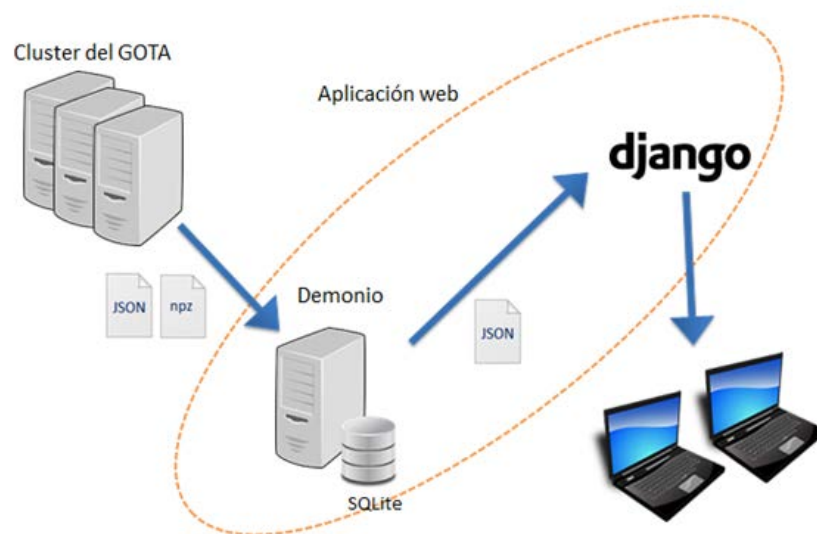 Cluster del GOTA
Aplicación web
django
JSON
npz
Demonio
JSON
SQLite